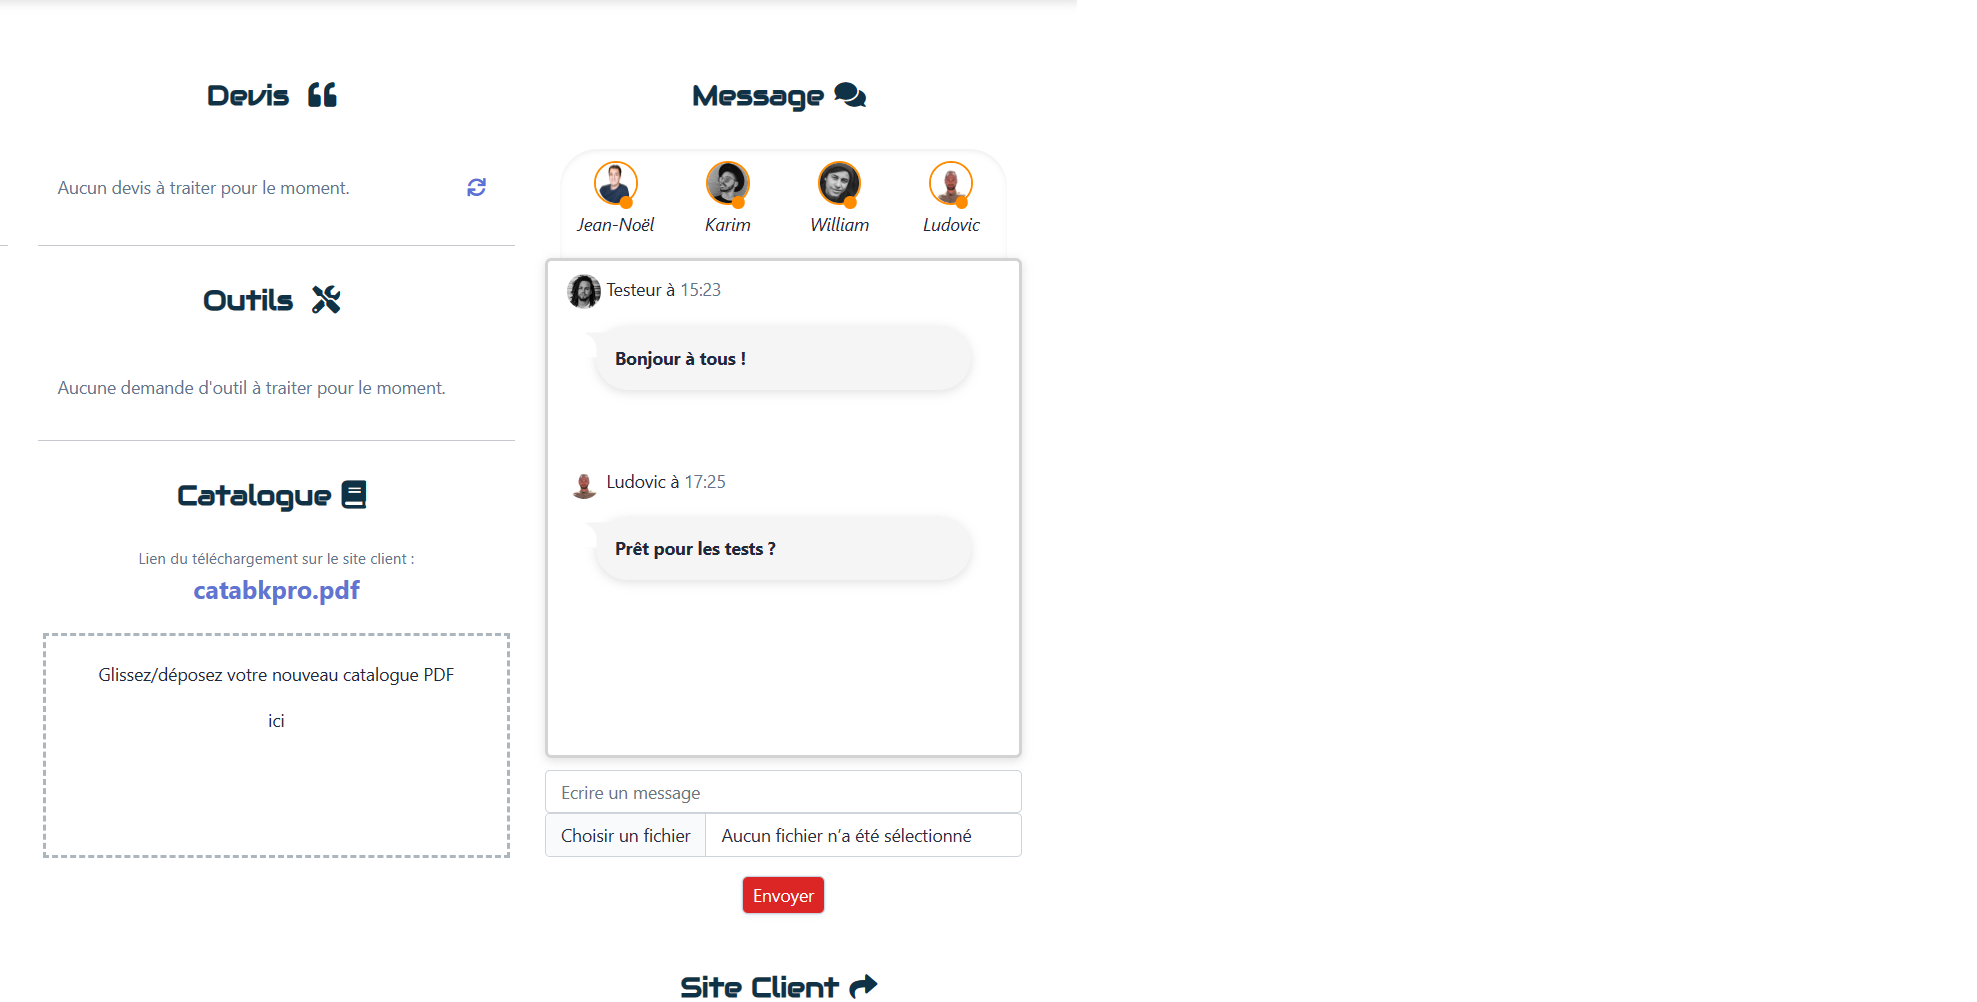 Devis
Aucun devis à traiter pour le moment.
Outils
Aucune demande d'outil à traiter pour le moment.
Catalogue
Lien du téléchargement sur le site client :
catabkpro.pdf
Glissez/déposez votre nouveau catalogue PDF
ici
Message
Jean-Noël
Karim
William
Ludovic
Testeur à 15:23
Bonjour à tous !
Ludovic à 17:25
Prêt pour les tests ?
Ecrire un message
Choisir un fichier
Aucun fichier n’a été sélectionné
Envoyer
Site Client